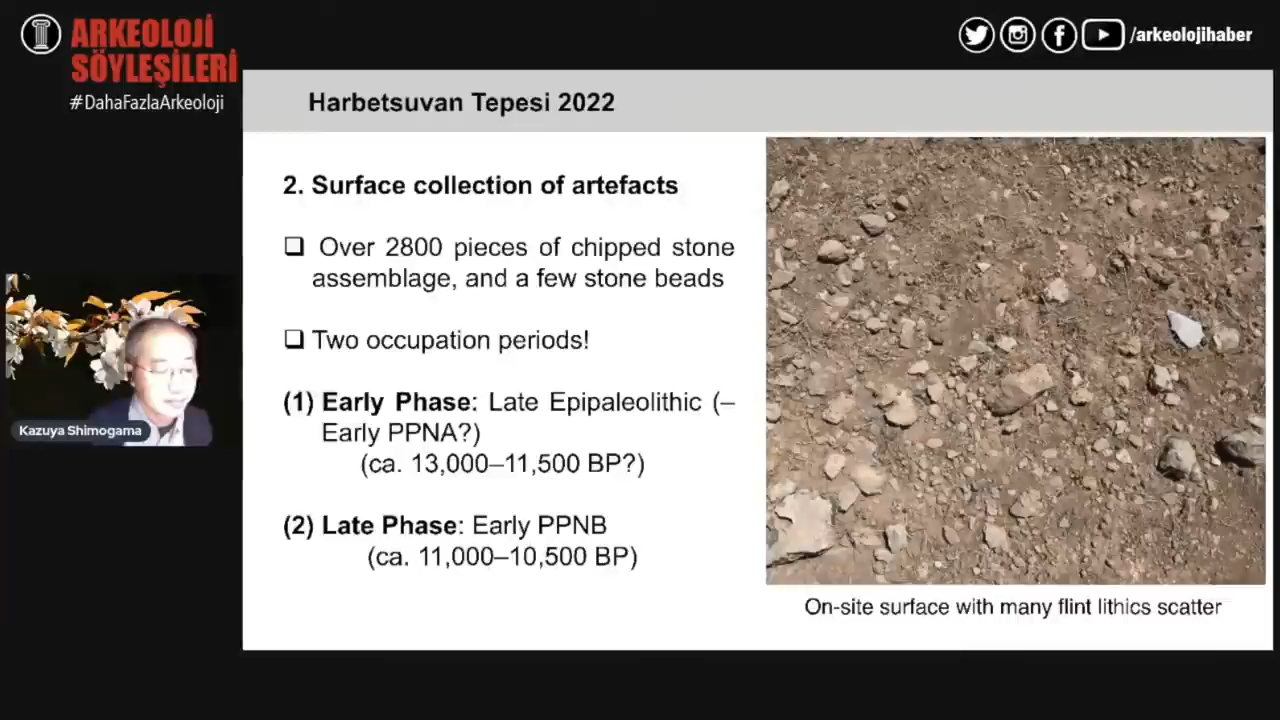 ARKEOLOJİ
SÖYLEŞİLERİ
#DahaFazlaArkeoloji
/arkeolojihaber
Harbetsuvan Tepesi 2022
2. Surface collection of artefacts
❑ Over 2800 pieces of chipped stone
assemblage, and a few stone beads
❑ Two occupation periods!
(1) Early Phase: Late Epipaleolithic (–
Early PPNA?)
(ca. 13,000–11,500 BP?)
(2) Late Phase: Early PPNB
(ca. 11,000–10,500 BP)
On-site surface with many flint lithics scatter
Kazuya Shimogama